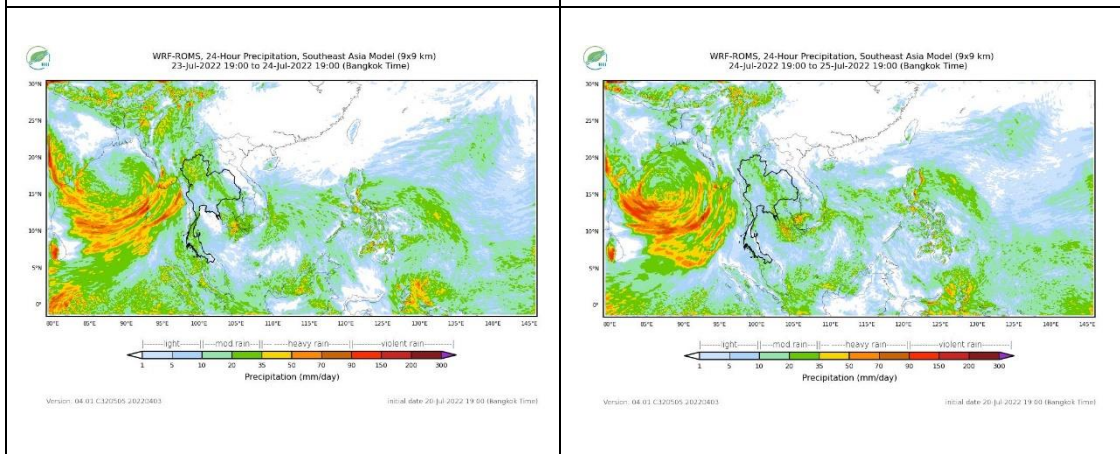 WRF-ROMS, 24-Hour Precipitation, Southeast Asia Model (9x9 km)
23-Jul-2022 19:00 to 24-Jul-2022 19:00 (Bangkok Time)
30°N
25°N
20°N
15°N
10°N
5°N
0°
80°E 85°E 90°E 95°E 100°E 105°E 110°E 115°E 120°E 125°E 130°E 135°E 140°E 145°E
|------light------|---mod rain---|--- ---heavy rain------|------violent rain------|
1 5 10 20 35 50 70 90 150 200 300
Precipitation (mm/day)
Version: 04.01 C320505.20220403 initial date 20-Jul-2022 19:00 (Bangkok Time)
WRF-ROMS, 24-Hour Precipitation, Southeast Asia Model (9x9 km)
24-Jul-2022 19:00 to 25-Jul-2022 19:00 (Bangkok Time)
30°N
25°N
20°N
15°N
10°N
5°N
0°
80°E 85°E 90°E 95°E 100°E 105°E 110°E 115°E 120°E 125°E 130°E 135°E 140°E 145°E
|------light------|---mod rain---|--- ---heavy rain------|------violent rain------|
1 5 10 20 35 50 70 90 150 200 300
Precipitation (mm/day)
Version: 04.01 C320505.20220403 initial date 20-Jul-2022 19:00 (Bangkok Time)